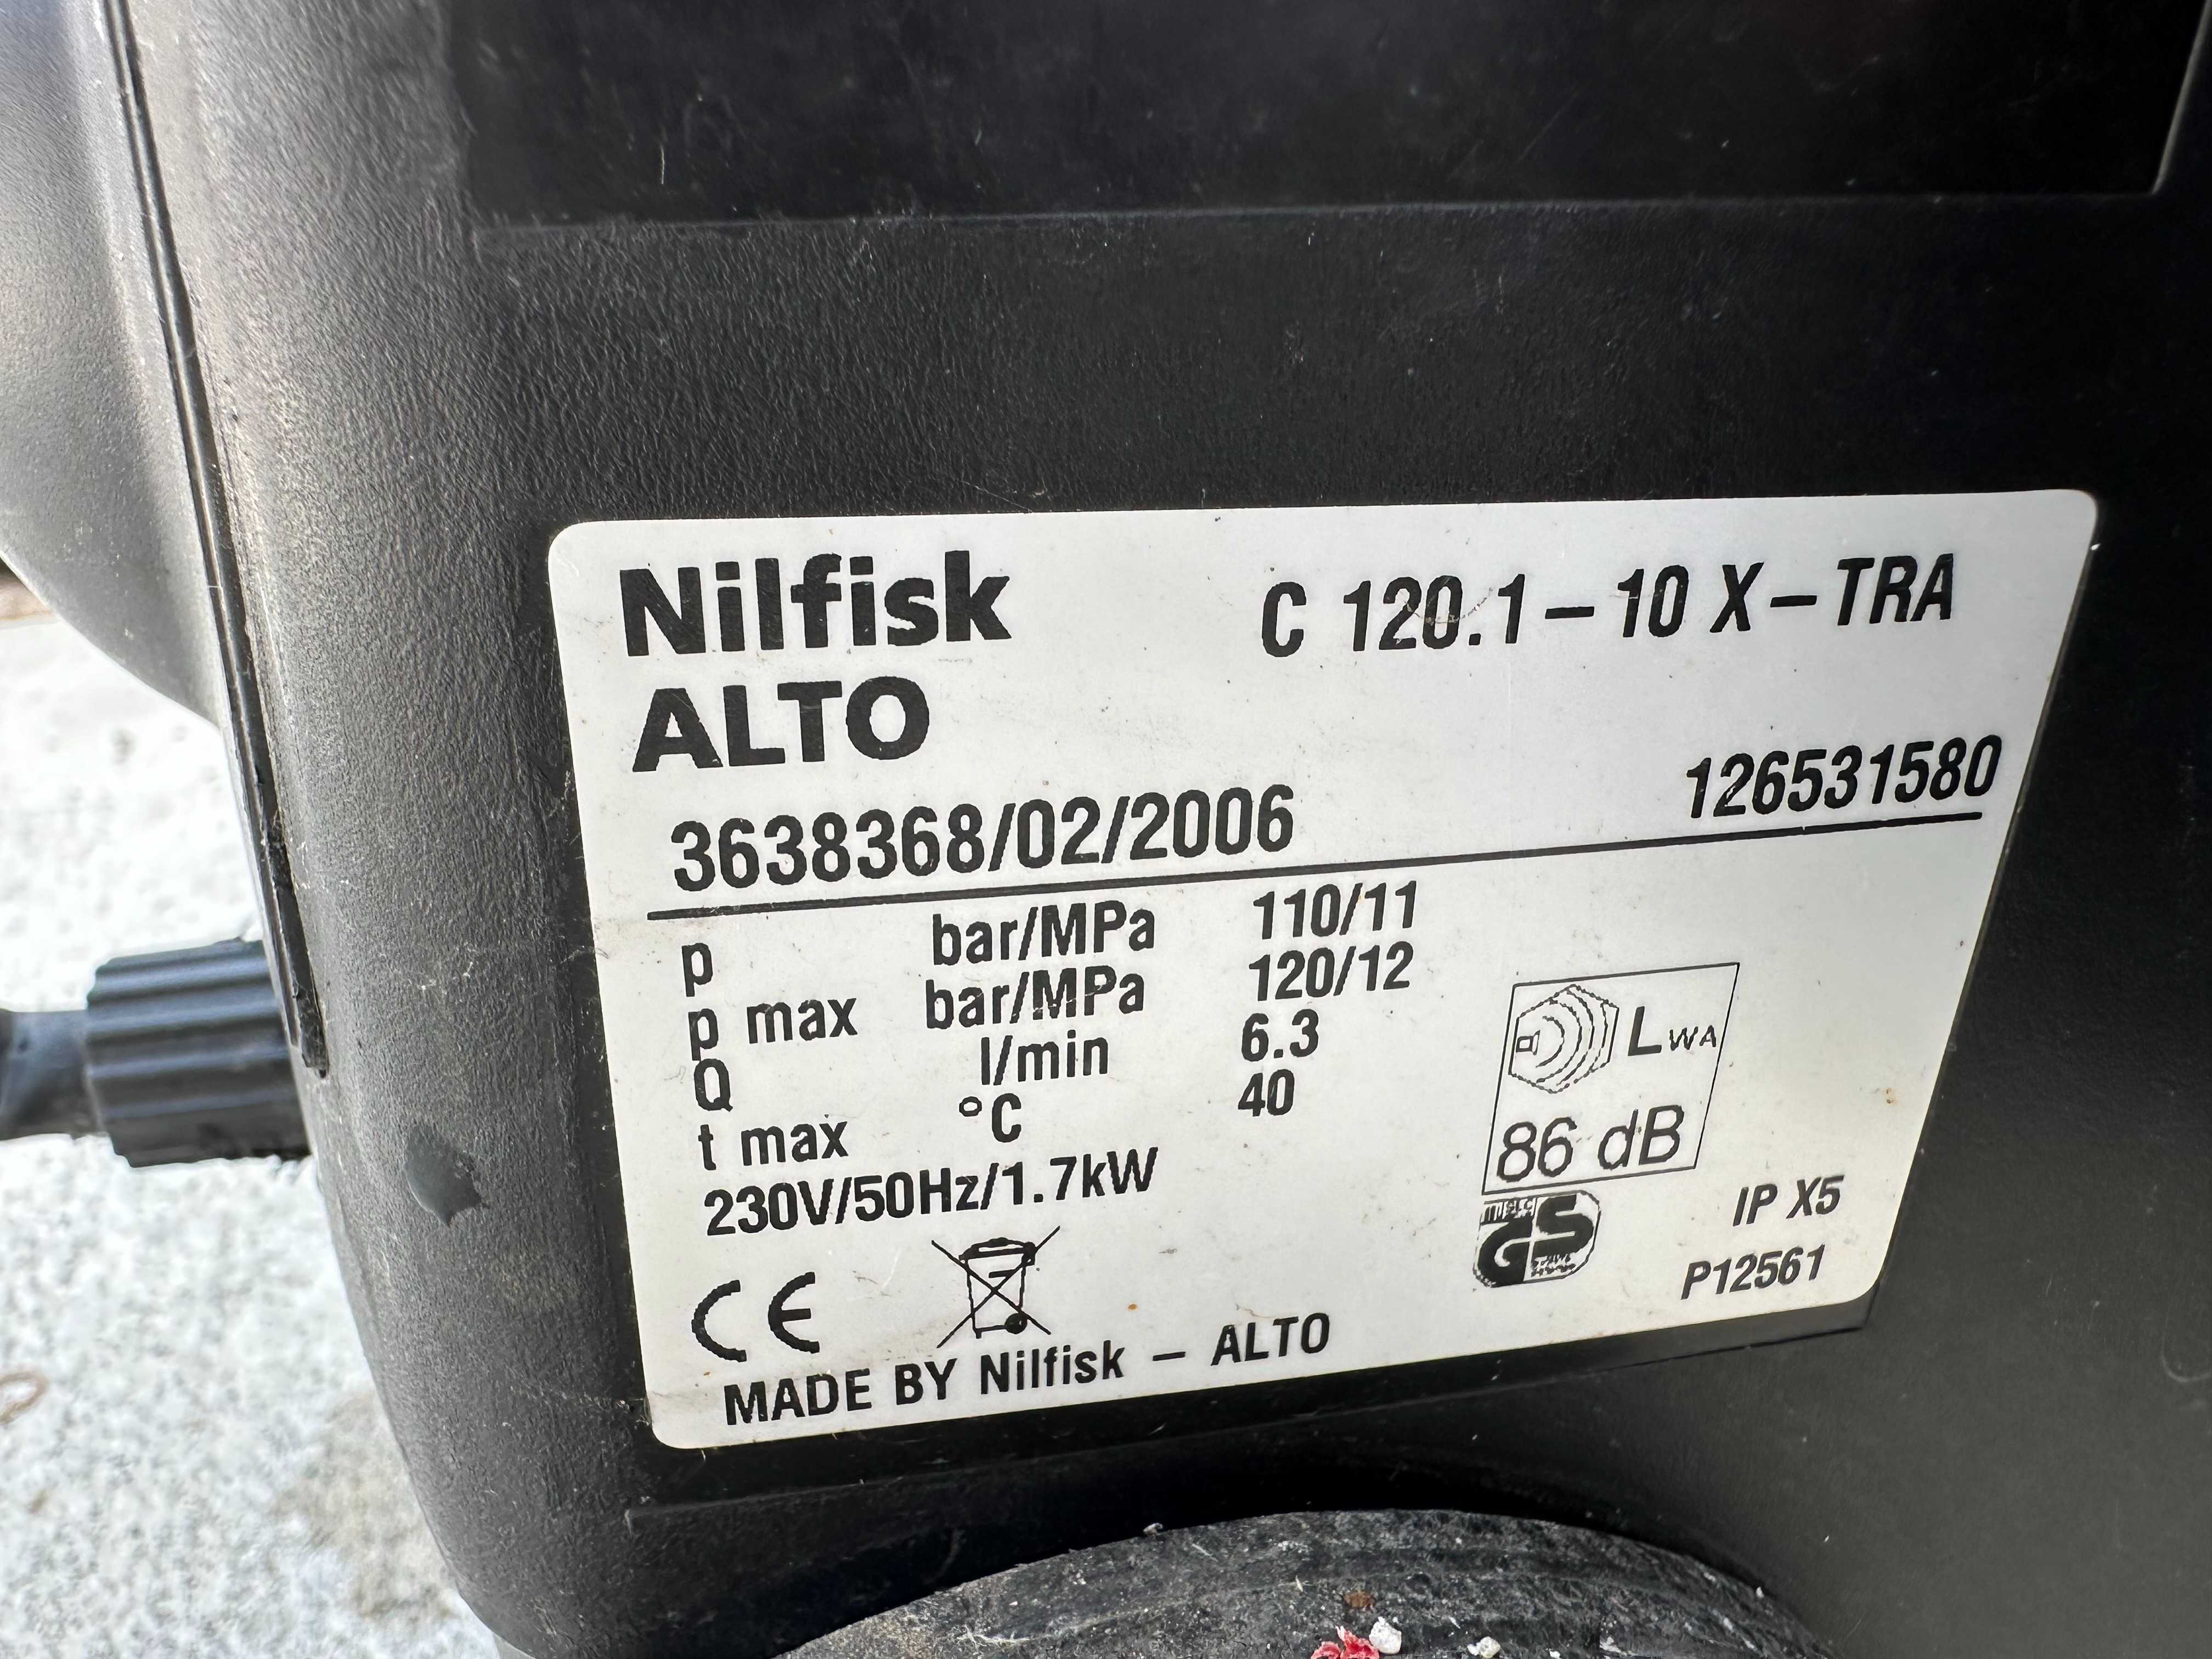 Nilfisk C 120.1-10 X-TRA
ALTO
3638368/02/2006 126531580
p bar/MPa 110/11
p max bar/MPa 120/12
Q l/min 6.3
t max °C 40
230V/50Hz/1.7kW
LWA
86 dB
GS
IP X5
P12561
CE
MADE BY Nilfisk - ALTO